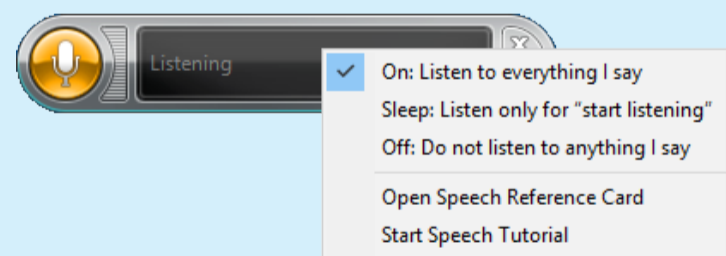 Listening
On: Listen to everything I say
Sleep: Listen only for “start listening”
Off: Do not listen to anything I say
Open Speech Reference Card
Start Speech Tutorial